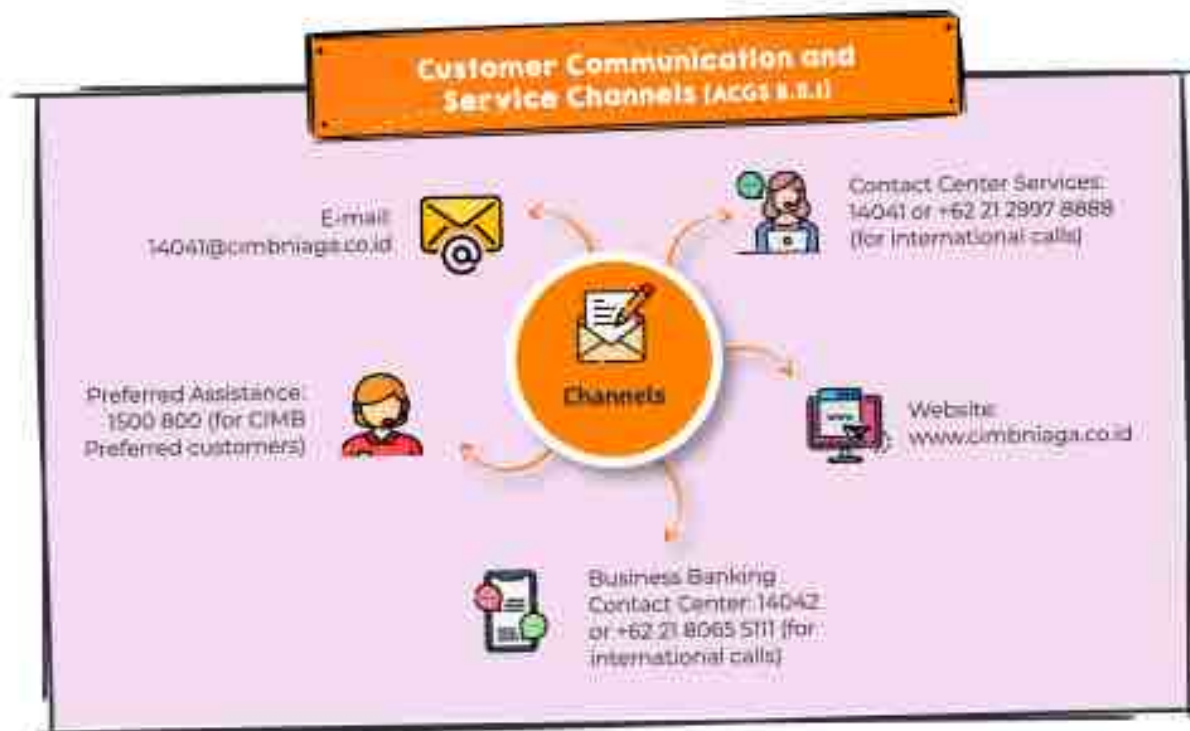 Customer Communication and
Service Channels (ACGS
E-mail:
14041@cimbniaga.co.id
Contact Center Services:
14041 or +62 21 2997 8888
(for international calls)
Channels
Preferred Assistance:
1500 800 (for CIMB
Preferred customers)
Website:
www.cimbniaga.co.id
Business Banking
Contact Center: 14042
or +62 21 8065 5111 (for
international calls)